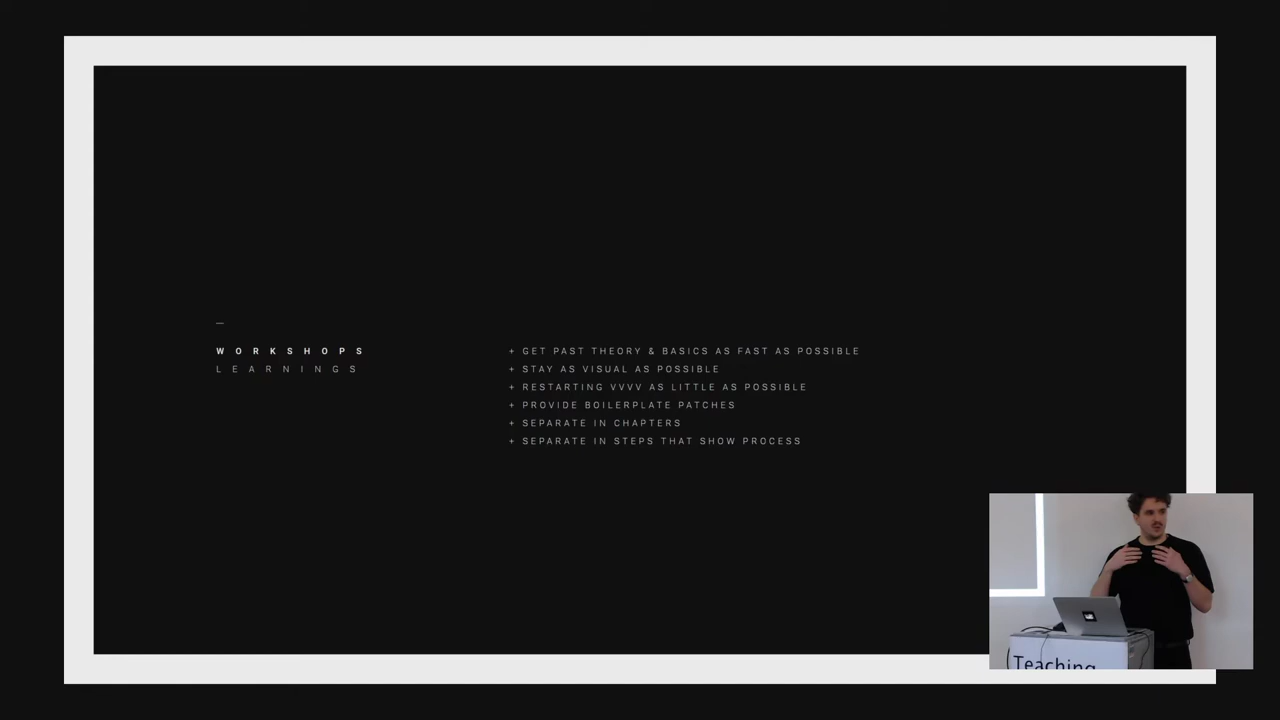 —
WORKSHOPS
LEARNINGS
+ GET PAST THEORY & BASICS AS FAST AS POSSIBLE
+ STAY AS VISUAL AS POSSIBLE
+ RESTARTING VVVV AS LITTLE AS POSSIBLE
+ PROVIDE BOILERPLATE PATCHES
+ SEPARATE IN CHAPTERS
+ SEPARATE IN STEPS THAT SHOW PROCESS
Teaching